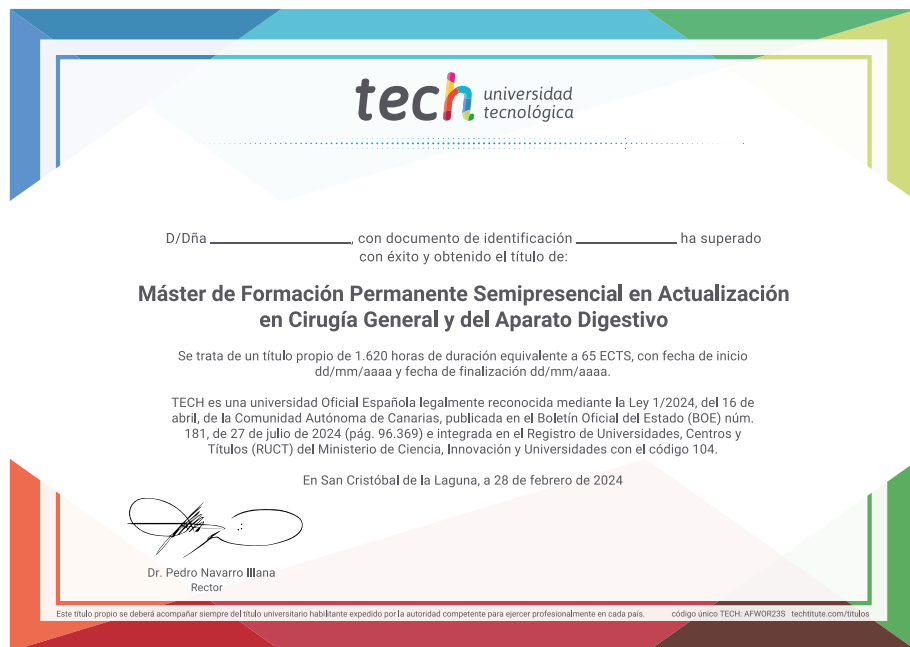 tech universidad
tecnológica
D/Dña ____________, con documento de identificación ____________ ha superado
con éxito y obtenido el título de:
Máster de Formación Permanente Semipresencial en Actualización
en Cirugía General y del Aparato Digestivo
Se trata de un título propio de 1.620 horas de duración equivalente a 65 ECTS, con fecha de inicio
dd/mm/aaaa y fecha de finalización dd/mm/aaaa.
TECH es una universidad Oficial Española legalmente reconocida mediante la Ley 1/2024, del 16 de
abril, de la Comunidad Autónoma de Canarias, publicada en el Boletín Oficial del Estado (BOE) núm.
181, de 27 de julio de 2024 (pág. 96.369) e integrada en el Registro de Universidades, Centros y
Títulos (RUCT) del Ministerio de Ciencia, Innovación y Universidades con el código 104.
En San Cristóbal de la Laguna, a 28 de febrero de 2024
Dr. Pedro Navarro Illana
Rector
Este título propio se deberá acompañar siempre del título universitario habilitante expedido por la autoridad competente para ejercer profesionalmente en cada país. código único TECH: AFWOR23S techtitute.com/titulos